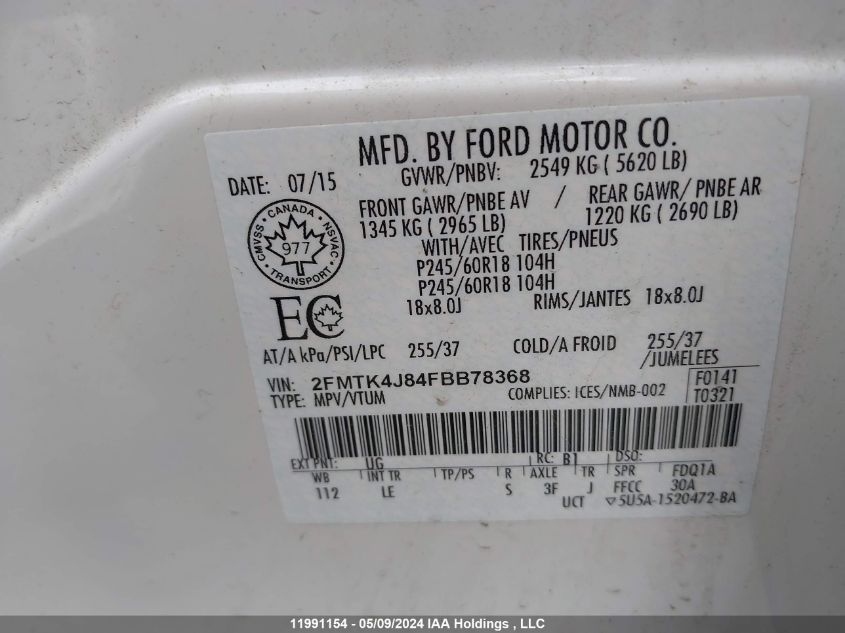 MFD. BY FORD MOTOR CO.
DATE: 07/15
GVWR/PNBV: 2549 KG ( 5620 LB)
FRONT GAWR/PNBE AV / REAR GAWR/ PNBE AR
1345 KG ( 2965 LB) 1220 KG ( 2690 LB)
WITH/AVEC TIRES/PNEUS
P245/60R18 104H
P245/60R18 104H
18x8.0J RIMS/JANTES 18x8.0J
CMVSS · CANADA · NSVAC · TRANSPORT
977
EC
AT/A kPa/PSI/LPC 255/37 COLD/A FROID 255/37
/JUMELEES
VIN: 2FMTK4J84FBB78368
TYPE: MPV/VTUM COMPLIES: ICES/NMB-002
F0141
T0321
EXT PNT: UG RC: B1 DSO:
WB INT TR TP/PS R AXLE TR SPR FDQ1A
112 LE S 3F J FFCC 30A
UCT ▽5U5A-1520472-BA
11991154 - 05/09/2024 IAA Holdings , LLC